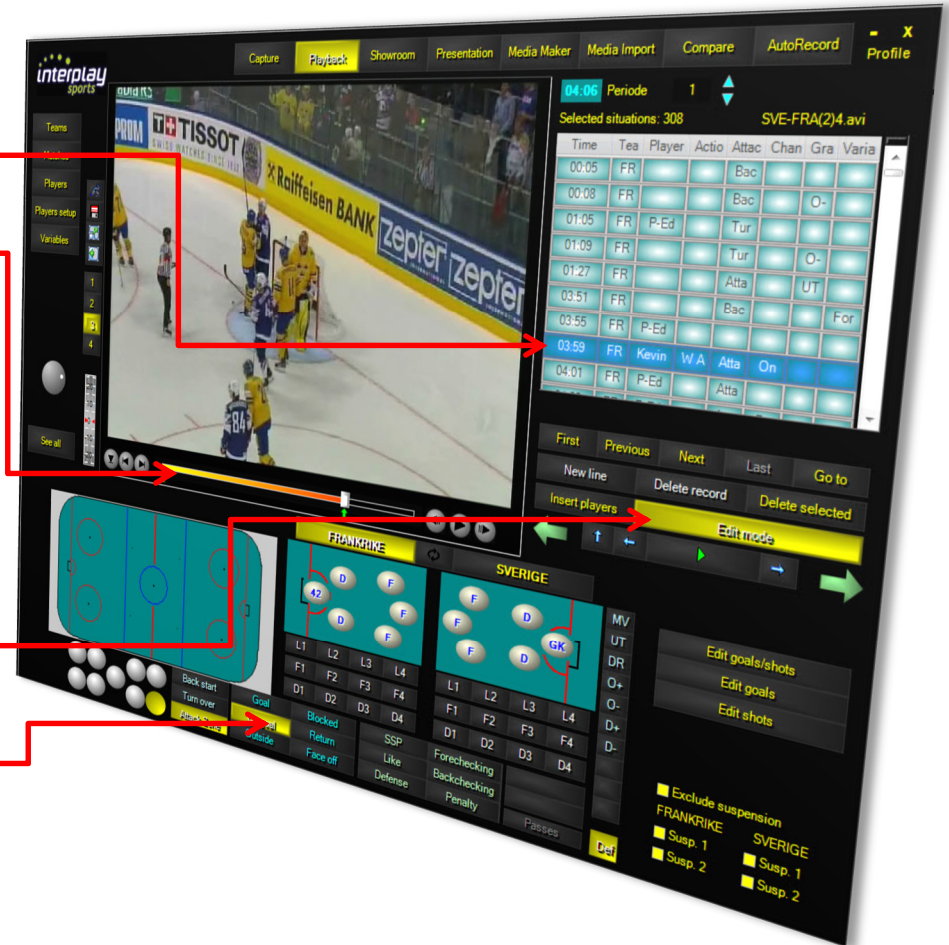 Capture Playback Showroom Presentation Media Maker Media Import Compare AutoRecord - X
Profile
interplay
sports
Teams
Players
Players setup
Variables
1
2
3
4
See all
PROM TISSOT
SWISS WATCHES SINCE 1853
Raiffeisen BANK
zepter zepter
INTERNATIONAL
84
04:06 Periode 1
Selected situations: 308 SVE-FRA(2)4.avi
Time Tea Player Actio Attac Chan Gra Varia
00:05 FR Bac
00:08 FR Bac O-
01:05 FR P-Ed Tur
01:09 FR Tur O-
01:27 FR Atta UT
03:51 FR Bac For
03:55 FR P-Ed
03:59 FR Kevin W A Atta On
04:01 FR P-Ed Atta
First Previous Next Last Go to
New line Delete record Delete selected
Insert players Edit mode
FRANKRIKE SVERIGE
42 D D F F F
F F F D D GK
L1 L2 L3 L4
F1 F2 F3 F4
D1 D2 D3 D4
L1 L2 L3 L4
F1 F2 F3 F4
D1 D2 D3 D4
MV
UT
DR
O+
O-
D+
D-
Def
Back start
Turn over
Goal
Outside
Blocked
Return
Face off
SSP
Like
Defense
Forechecking
Backchecking
Penalty
Passes
Edit goals/shots
Edit goals
Edit shots
Exclude suspension
FRANKRIKE SVERIGE
Susp. 1 Susp. 1
Susp. 2 Susp. 2